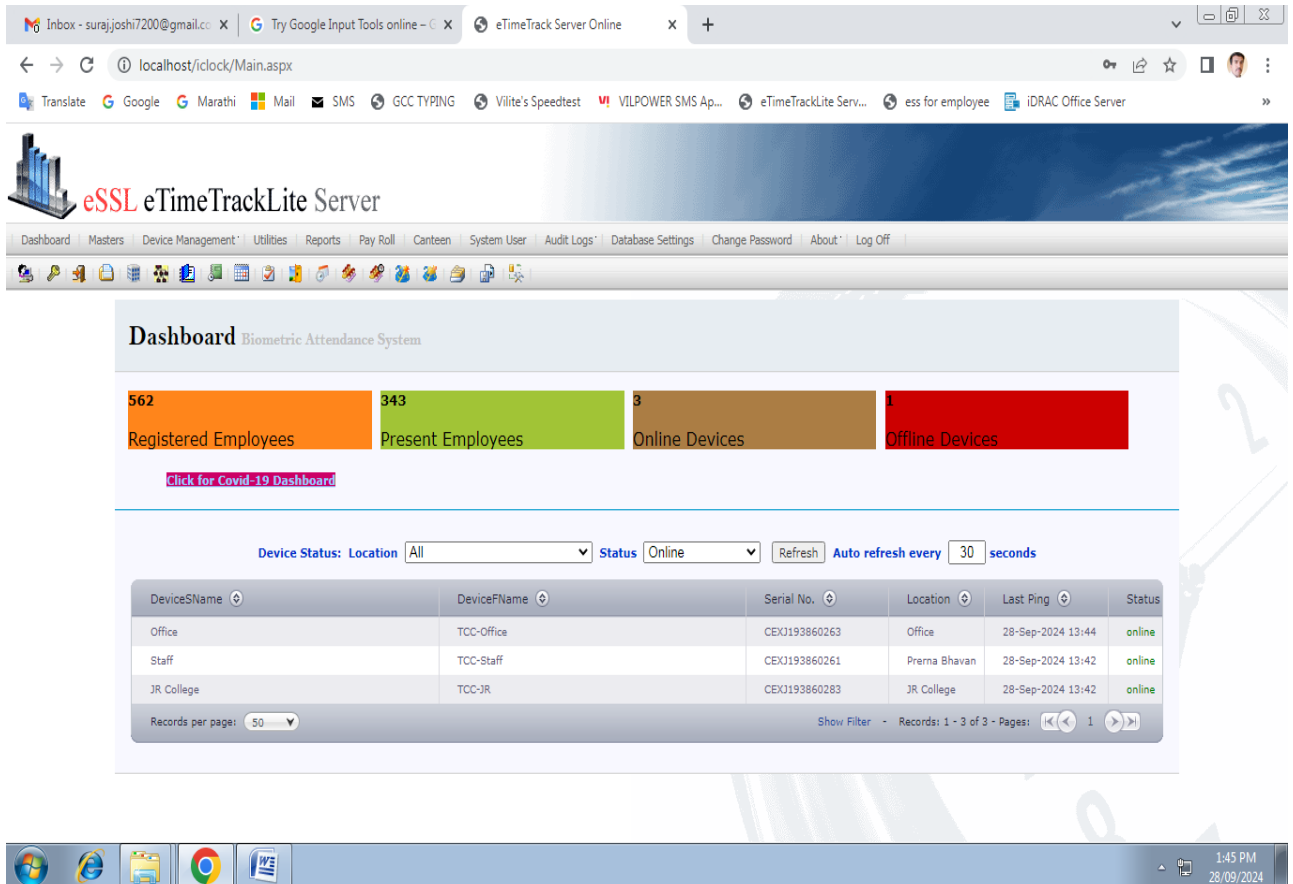 Inbox - suraj.joshi7200@gmail.co
Try Google Input Tools online – G
eTimeTrack Server Online
localhost/iclock/Main.aspx
Translate Google Marathi Mail SMS GCC TYPING Vilite's Speedtest VILPOWER SMS Ap... eTimeTrackLite Serv... ess for employee iDRAC Office Server »
eSSL eTimeTrackLite Server
Dashboard Masters Device Management Utilities Reports Pay Roll Canteen System User Audit Logs Database Settings Change Password About Log Off
Dashboard Biometric Attendance System
562 343 3 1
Registered Employees Present Employees Online Devices Offline Devices
Click for Covid-19 Dashboard
Device Status: Location All Status Online Refresh Auto refresh every 30 seconds
DeviceSName DeviceFName Serial No. Location Last Ping Status
Office TCC-Office CEXJ193860263 Office 28-Sep-2024 13:44 online
Staff TCC-Staff CEXJ193860261 Prerna Bhavan 28-Sep-2024 13:42 online
JR College TCC-JR CEXJ193860283 JR College 28-Sep-2024 13:42 online
Records per page: 50 Show Filter - Records: 1 - 3 of 3 - Pages: 1
1:45 PM
28/09/2024